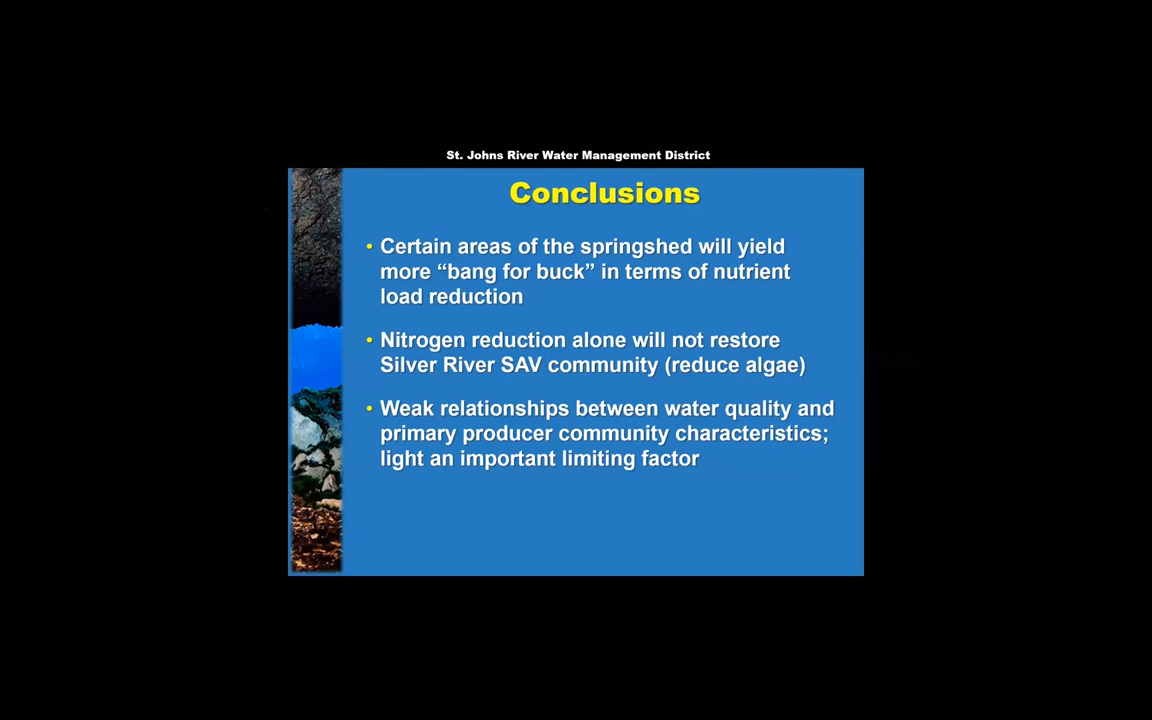 St. Johns River Water Management District
Conclusions
• Certain areas of the springshed will yield
more “bang for buck” in terms of nutrient
load reduction
• Nitrogen reduction alone will not restore
Silver River SAV community (reduce algae)
• Weak relationships between water quality and
primary producer community characteristics;
light an important limiting factor